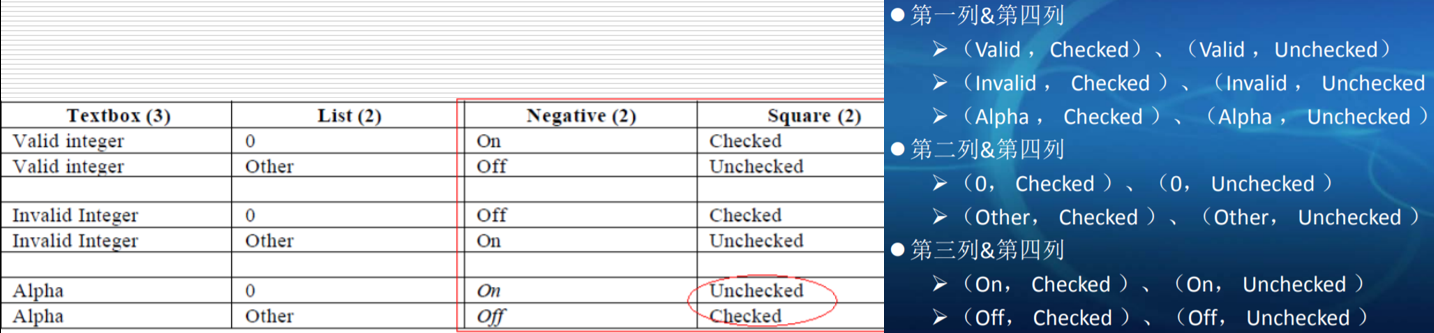 Textbox (3) List (2) Negative (2) Square (2)
Valid integer 0 On Checked
Valid integer Other Off Unchecked
Invalid Integer 0 Off Checked
Invalid Integer Other On Unchecked
Alpha 0 On Unchecked
Alpha Other Off Checked
● 第一列&第四列
➢ （Valid ， Checked）、（Valid ， Unchecked）
➢ （Invalid ， Checked ）、（Invalid ， Unchecked
➢ （Alpha ， Checked ）、（Alpha ， Unchecked ）
● 第二列&第四列
➢ （0， Checked ）、（0， Unchecked ）
➢ （Other， Checked ）、（Other， Unchecked ）
● 第三列&第四列
➢ （On， Checked ）、（On， Unchecked ）
➢ （Off， Checked ）、（Off， Unchecked ）